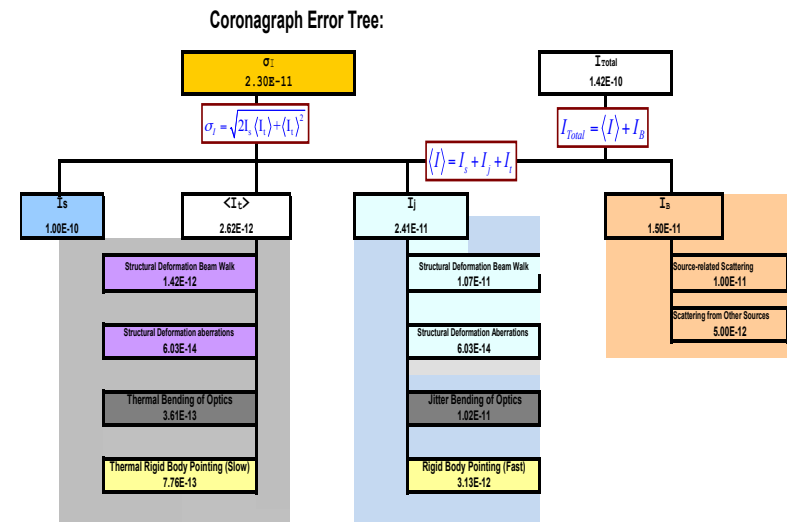 Coronagraph Error Tree:
σI
2.30E-11
ITotal
1.42E-10
σI = √2Is⟨It⟩+⟨It⟩²
ITotal = ⟨I⟩ + IB
⟨I⟩ = Is + Ij + It
Is
1.00E-10
<It>
2.62E-12
Ij
2.41E-11
IB
1.50E-11
Structural Deformation Beam Walk
1.42E-12
Structural Deformation Beam Walk
1.07E-11
Source-related Scattering
1.00E-11
Scattering from Other Sources
5.00E-12
Structural Deformation aberrations
6.03E-14
Structural Deformation Aberrations
6.03E-14
Thermal Bending of Optics
3.61E-13
Jitter Bending of Optics
1.02E-11
Thermal Rigid Body Pointing (Slow)
7.76E-13
Rigid Body Pointing (Fast)
3.13E-12